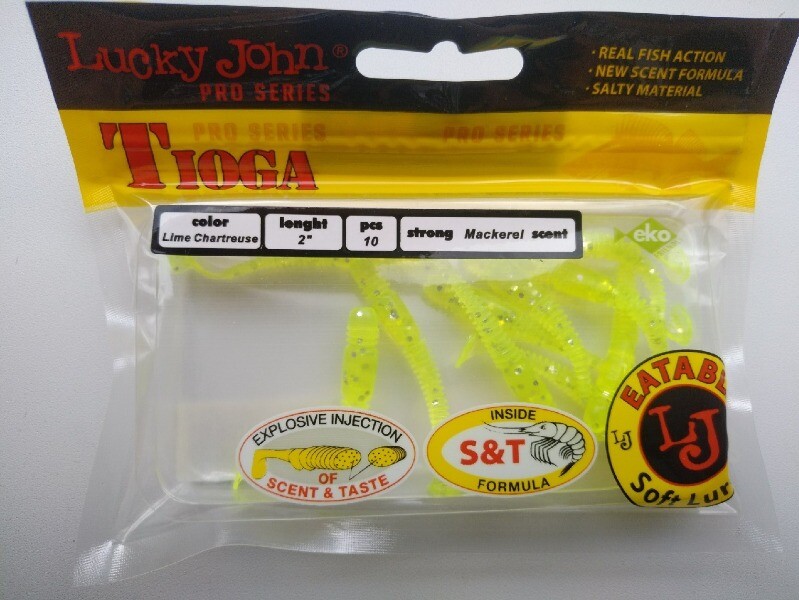 Lucky John®
PRO SERIES
· REAL FISH ACTION
· NEW SCENT FORMULA
· SALTY MATERIAL
PRO SERIES PRO SERIES
TIOGA
color
Lime Chartreuse
lenght
2"
pcs
10
strong Mackerel scent
eko
EXPLOSIVE INJECTION
OF
SCENT & TASTE
INSIDE
S&T
FORMULA
EATABL
LJ
LJ
Soft Lur